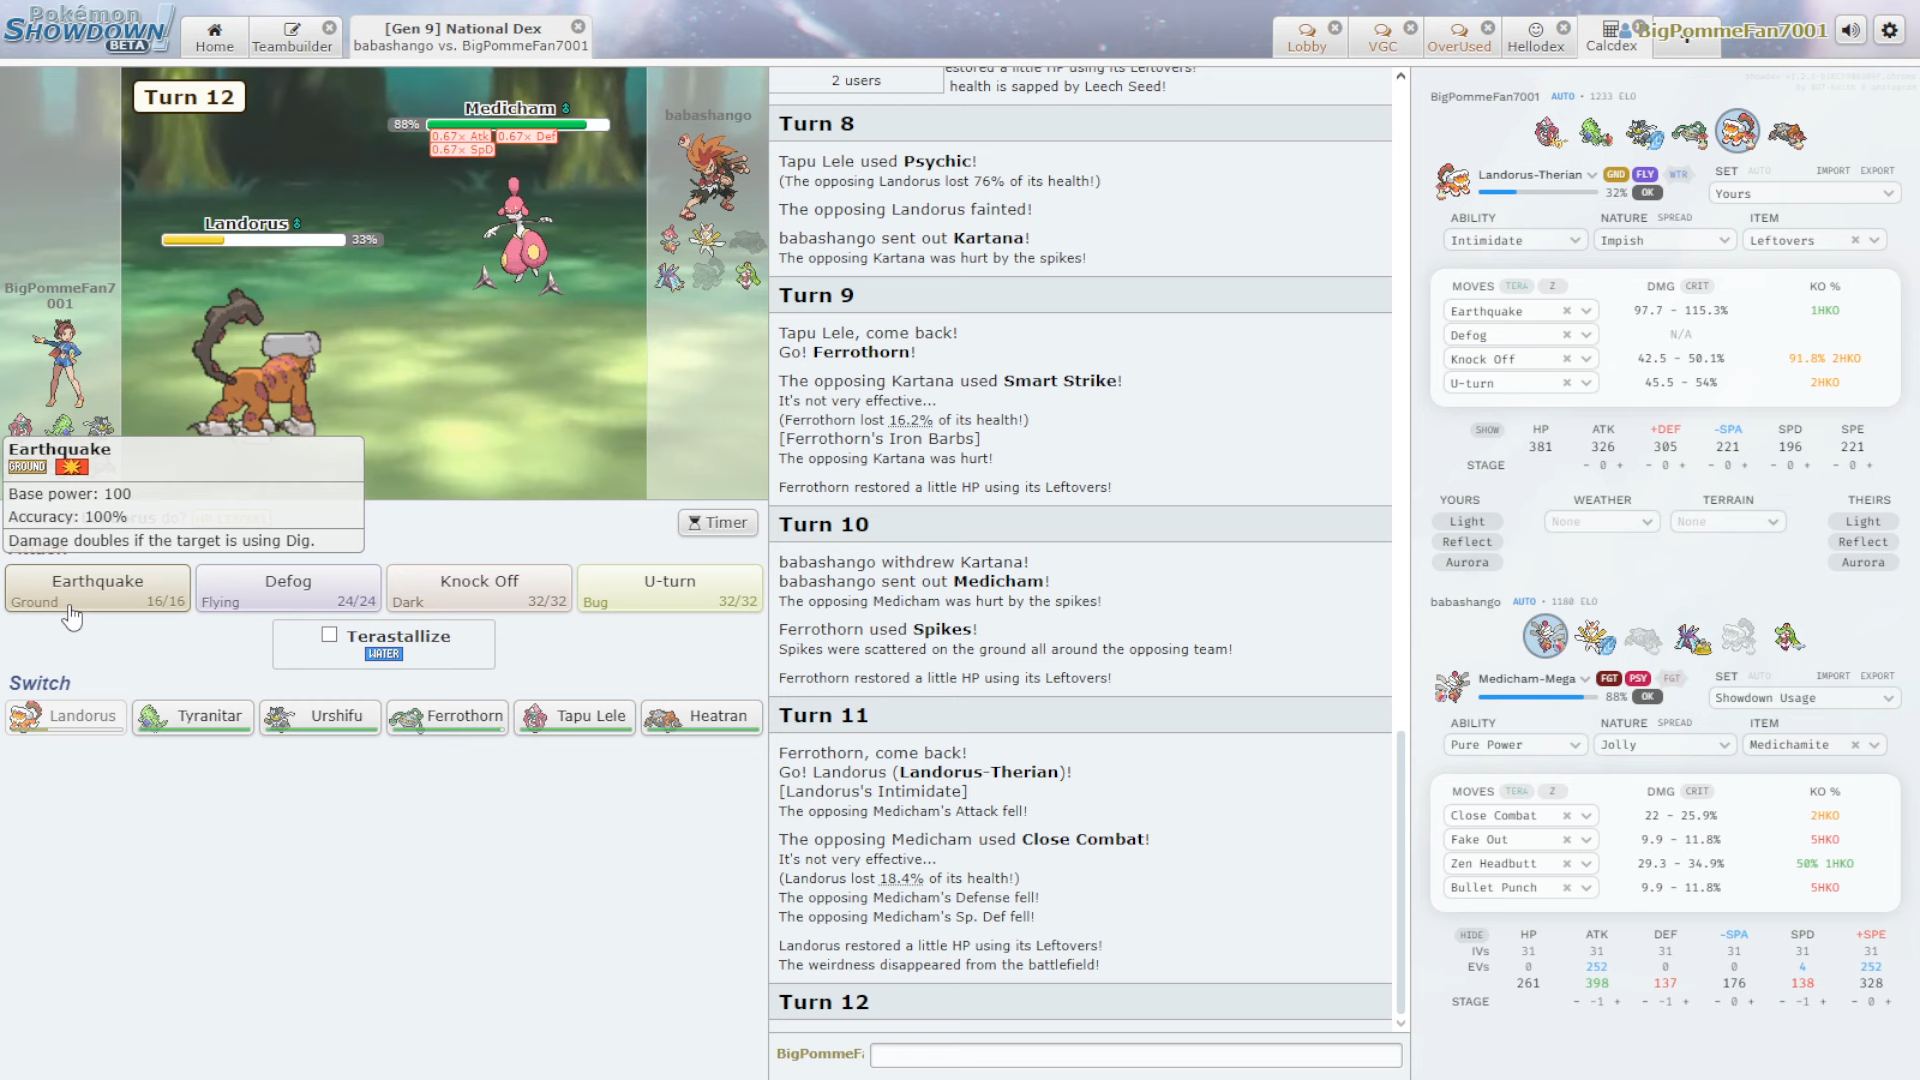 Pokémon
SHOWDOWN
BETA
Home
Teambuilder
[Gen 9] National Dex
babashango vs. BigPommeFan7001
Lobby
VGC
OverUsed
Hellodex
Calcdex
BigPommeFan7001
Turn 12
Medicham
88%
0.67× Atk 0.67× Def
0.67× SpD
Landorus
33%
BigPommeFan7
001
babashango
Earthquake
GROUND
Base power: 100
Accuracy: 100%
Damage doubles if the target is using Dig.
Timer
Earthquake
Ground 16/16
Defog
Flying 24/24
Knock Off
Dark 32/32
U-turn
Bug 32/32
Terastallize
WATER
Switch
Landorus
Tyranitar
Urshifu
Ferrothorn
Tapu Lele
Heatran
2 users
estored a little HP using its Leftovers!
health is sapped by Leech Seed!
Turn 8
Tapu Lele used Psychic!
(The opposing Landorus lost 76% of its health!)
The opposing Landorus fainted!
babashango sent out Kartana!
The opposing Kartana was hurt by the spikes!
Turn 9
Tapu Lele, come back!
Go! Ferrothorn!
The opposing Kartana used Smart Strike!
It's not very effective...
(Ferrothorn lost 16.2% of its health!)
[Ferrothorn's Iron Barbs]
The opposing Kartana was hurt!
Ferrothorn restored a little HP using its Leftovers!
Turn 10
babashango withdrew Kartana!
babashango sent out Medicham!
The opposing Medicham was hurt by the spikes!
Ferrothorn used Spikes!
Spikes were scattered on the ground all around the opposing team!
Ferrothorn restored a little HP using its Leftovers!
Turn 11
Ferrothorn, come back!
Go! Landorus (Landorus-Therian)!
[Landorus's Intimidate]
The opposing Medicham's Attack fell!
The opposing Medicham used Close Combat!
It's not very effective...
(Landorus lost 18.4% of its health!)
The opposing Medicham's Defense fell!
The opposing Medicham's Sp. Def fell!
Landorus restored a little HP using its Leftovers!
The weirdness disappeared from the battlefield!
Turn 12
BigPommeF
BigPommeFan7001 AUTO • 1233 ELO
Landorus-Therian GND FLY WTR SET AUTO IMPORT EXPORT
32% OK Yours
ABILITY NATURE SPREAD ITEM
Intimidate Impish Leftovers
MOVES TERA Z DMG CRIT KO %
Earthquake 97.7 - 115.3% 1HKO
Defog N/A
Knock Off 42.5 - 50.1% 91.8% 2HKO
U-turn 45.5 - 54% 2HKO
SHOW HP ATK +DEF -SPA SPD SPE
381 326 305 221 196 221
STAGE - 0 + - 0 + - 0 + - 0 + - 0 +
YOURS WEATHER TERRAIN THEIRS
Light None None Light
Reflect Reflect
Aurora Aurora
babashango AUTO • 1180 ELO
Medicham-Mega FGT PSY FGT SET AUTO IMPORT EXPORT
88% OK Showdown Usage
ABILITY NATURE SPREAD ITEM
Pure Power Jolly Medichamite
MOVES TERA Z DMG CRIT KO %
Close Combat 22 - 25.9% 2HKO
Fake Out 9.9 - 11.8% 5HKO
Zen Headbutt 29.3 - 34.9% 50% 1HKO
Bullet Punch 9.9 - 11.8% 5HKO
HIDE HP ATK DEF -SPA SPD +SPE
IVs 31 31 31 31 31 31
EVs 0 252 0 0 4 252
261 398 137 176 138 328
STAGE - -1 + - -1 + - 0 + - -1 + - 0 +